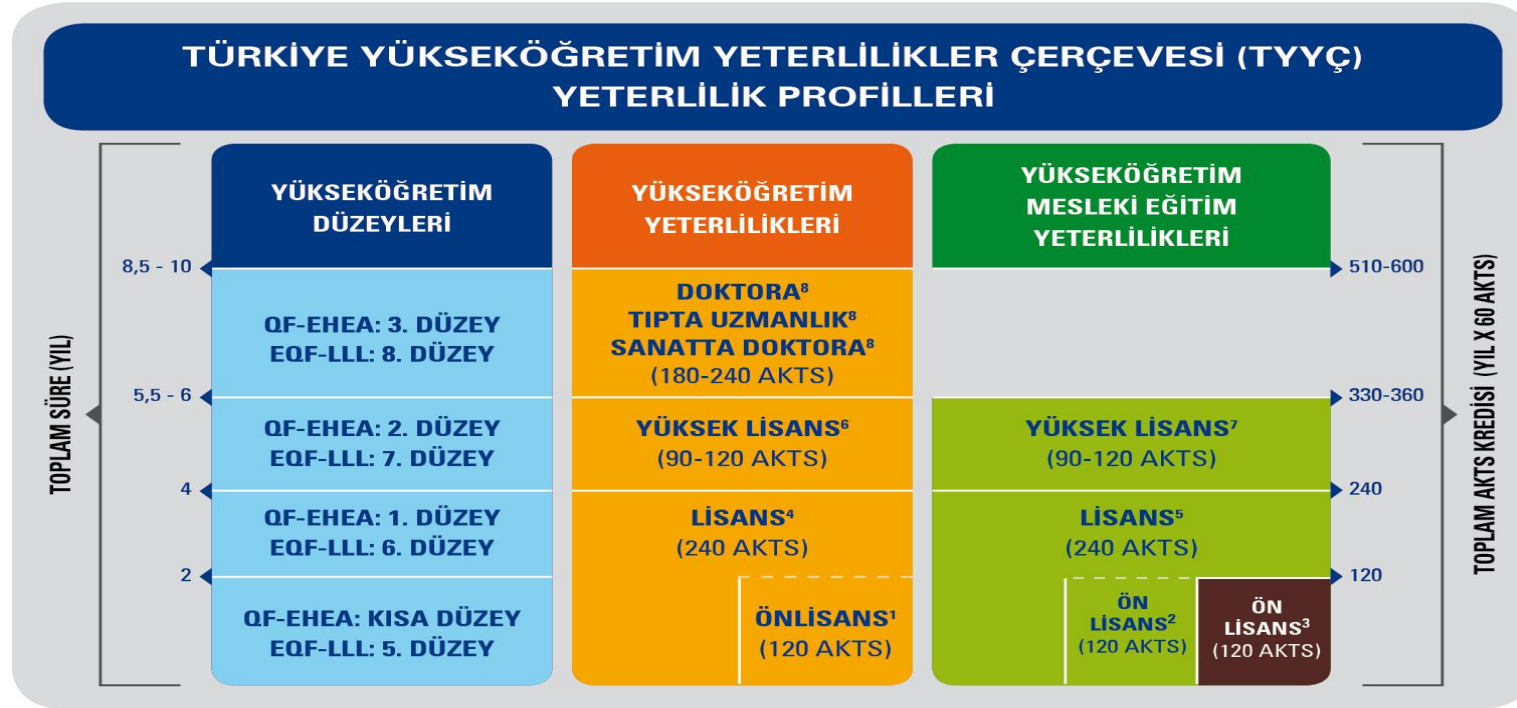 TÜRKİYE YÜKSEKÖĞRETİM YETERLİLİKLER ÇERÇEVESİ (TYYÇ)
YETERLİLİK PROFİLLERİ
TOPLAM SÜRE (YIL)
8,5 - 10
5,5 - 6
4
2
YÜKSEKÖĞRETİM
DÜZEYLERİ
QF-EHEA: 3. DÜZEY
EQF-LLL: 8. DÜZEY
QF-EHEA: 2. DÜZEY
EQF-LLL: 7. DÜZEY
QF-EHEA: 1. DÜZEY
EQF-LLL: 6. DÜZEY
QF-EHEA: KISA DÜZEY
EQF-LLL: 5. DÜZEY
YÜKSEKÖĞRETİM
YETERLİLİKLERİ
DOKTORA⁸
TIPTA UZMANLIK⁸
SANATTA DOKTORA⁸
(180-240 AKTS)
YÜKSEK LİSANS⁶
(90-120 AKTS)
LİSANS⁴
(240 AKTS)
ÖNLİSANS¹
(120 AKTS)
YÜKSEKÖĞRETİM
MESLEKİ EĞİTİM
YETERLİLİKLERİ
YÜKSEK LİSANS⁷
(90-120 AKTS)
LİSANS⁵
(240 AKTS)
ÖN
LİSANS²
(120 AKTS)
ÖN
LİSANS³
(120 AKTS)
510-600
330-360
240
120
TOPLAM AKTS KREDİSİ (YIL X 60 AKTS)